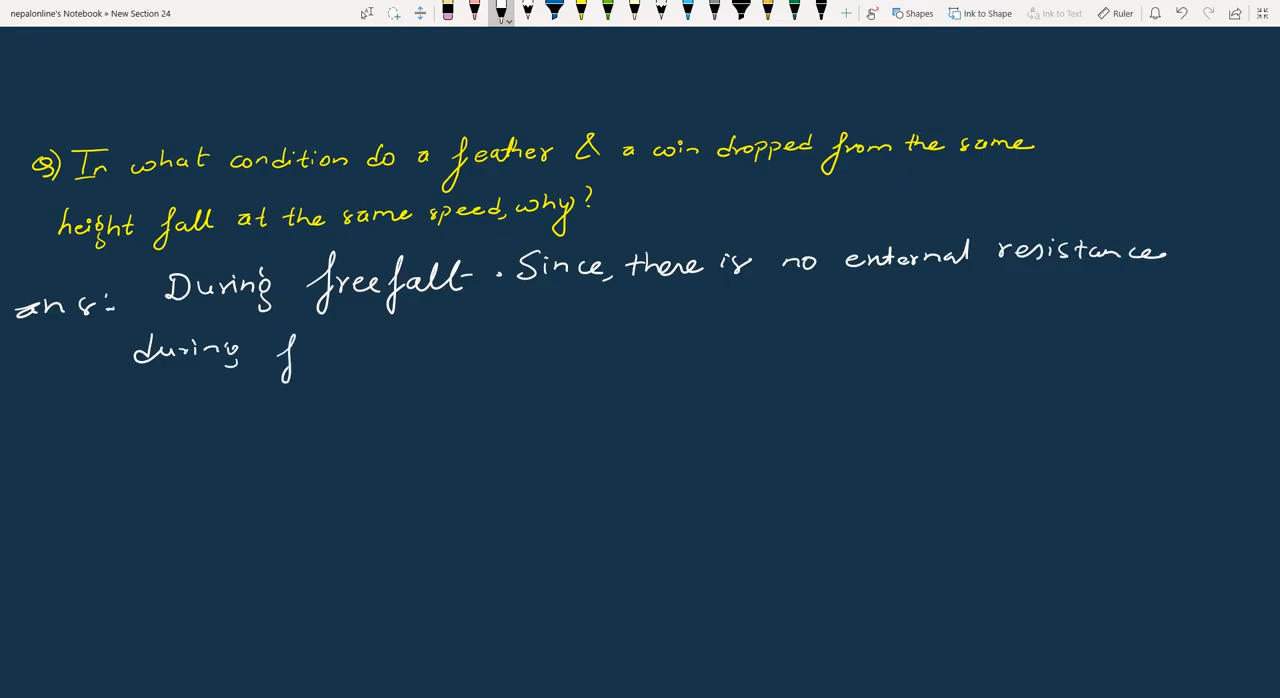 nepalonline's Notebook » New Section 24
Shapes Ink to Shape Ink to Text Ruler
Q) In what condition do a feather & a coin dropped from the same
height fall at the same speed, why?
ans:- During freefall. Since, there is no external resistance
during f